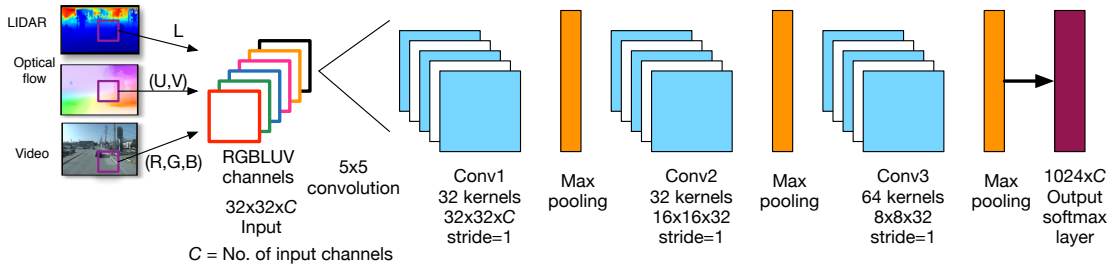 LIDAR
L
Optical
flow
(U,V)
Video
(R,G,B)
RGBLUV
channels
32x32xC
Input
C = No. of input channels
5x5
convolution
Conv1
32 kernels
32x32xC
stride=1
Max
pooling
Conv2
32 kernels
16x16x32
stride=1
Max
pooling
Conv3
64 kernels
8x8x32
stride=1
Max
pooling
1024xC
Output
softmax
layer